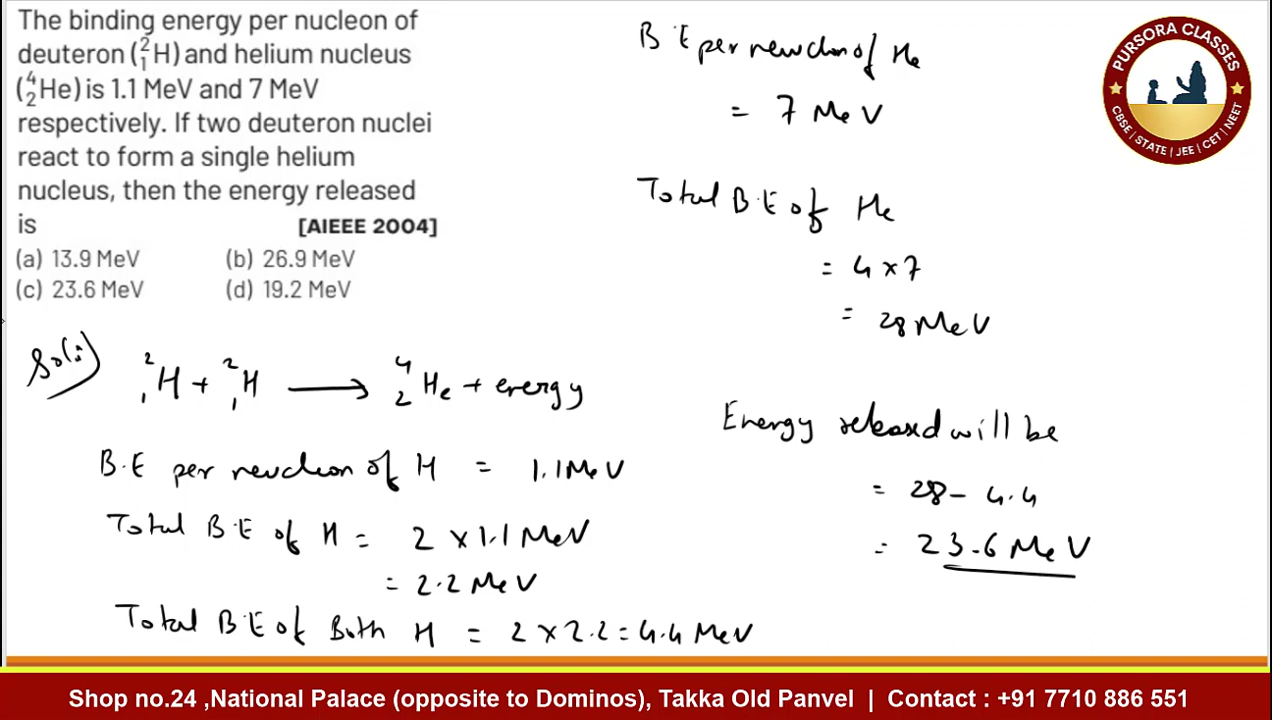 The binding energy per nucleon of
deuteron (²₁H) and helium nucleus
(⁴₂He) is 1.1 MeV and 7 MeV
respectively. If two deuteron nuclei
react to form a single helium
nucleus, then the energy released
is [AIEEE 2004]
(a) 13.9 MeV (b) 26.9 MeV
(c) 23.6 MeV (d) 19.2 MeV
Sol:
²₁H + ²₁H ⟶ ⁴₂He + energy
B.E per neucleon of H = 1.1 MeV
Total B.E of H = 2 × 1.1 MeV
= 2.2 MeV
Total B.E of Both H = 2 × 2.2 = 4.4 MeV
B.E per of He
= 7 MeV
Total B.E of He
= 4 × 7
= 28 MeV
Energy released will be
= 28 – 4.4
= 23.6 MeV
PURSORA CLASSES
CBSE | STATE | JEE | CET | NEET
Shop no.24 ,National Palace (opposite to Dominos), Takka Old Panvel | Contact : +91 7710 886 551